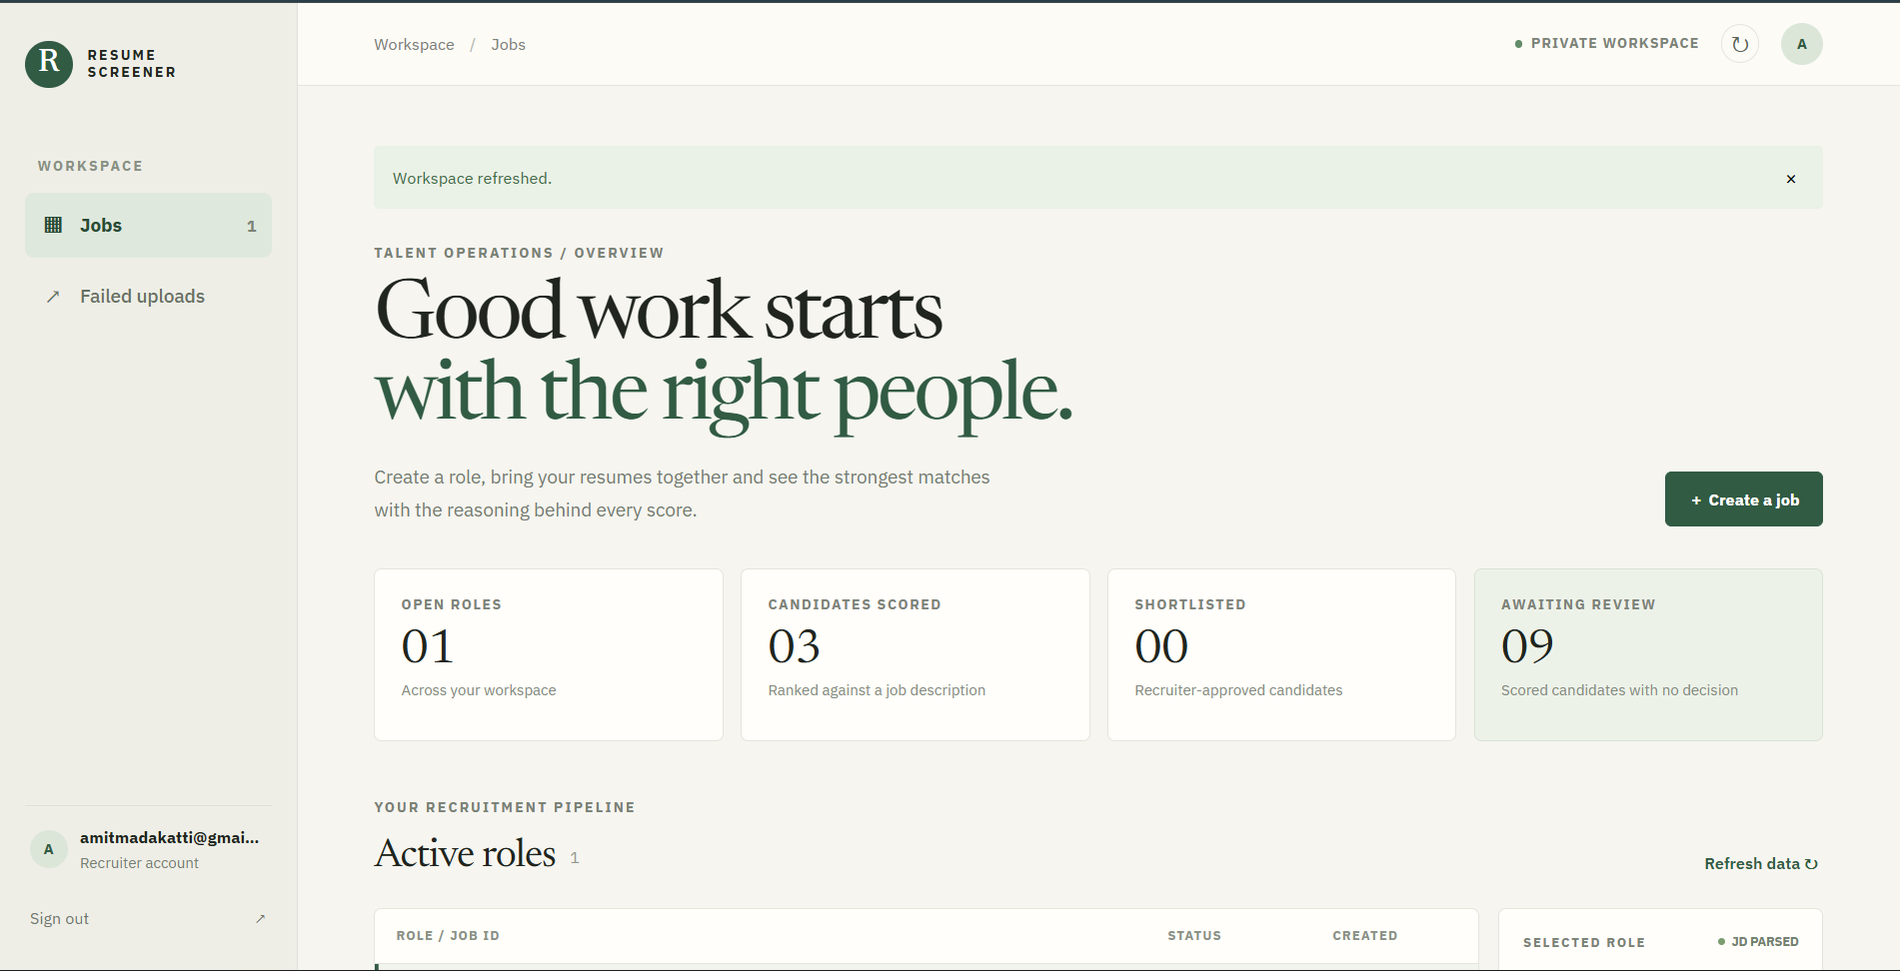 R
RESUME
SCREENER
WORKSPACE
Jobs 1
Failed uploads
A
amitmadakatti@gmai...
Recruiter account
Sign out
Workspace / Jobs
PRIVATE WORKSPACE
A
Workspace refreshed.
TALENT OPERATIONS / OVERVIEW
Good work starts
with the right people.
Create a role, bring your resumes together and see the strongest matches
with the reasoning behind every score.
+ Create a job
OPEN ROLES
01
Across your workspace
CANDIDATES SCORED
03
Ranked against a job description
SHORTLISTED
00
Recruiter-approved candidates
AWAITING REVIEW
09
Scored candidates with no decision
YOUR RECRUITMENT PIPELINE
Active roles 1
Refresh data ↻
ROLE / JOB ID STATUS CREATED
SELECTED ROLE JD PARSED